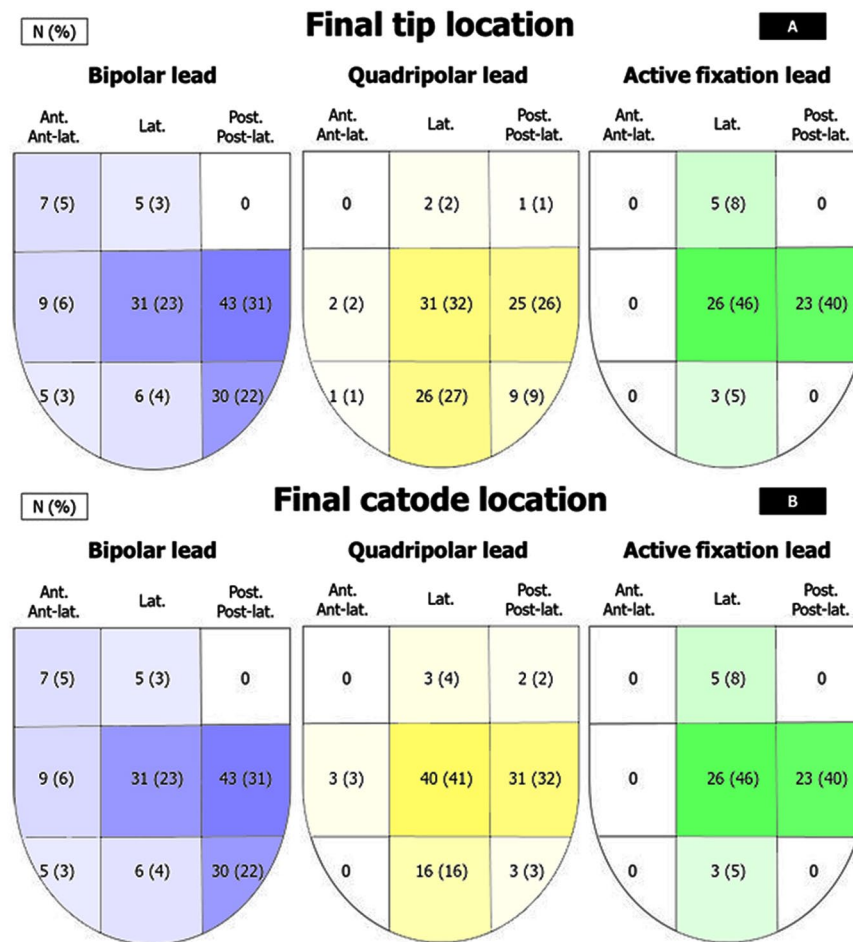 N (%)
Final tip location
A
Bipolar lead
Quadripolar lead
Active fixation lead
Ant.
Ant-lat.
Lat.
Post.
Post-lat.
Ant.
Ant-lat.
Lat.
Post.
Post-lat.
Ant.
Ant-lat.
Lat.
Post.
Post-lat.
7 (5) 5 (3) 0 0 2 (2) 1 (1) 0 5 (8) 0
9 (6) 31 (23) 43 (31) 2 (2) 31 (32) 25 (26) 0 26 (46) 23 (40)
5 (3) 6 (4) 30 (22) 1 (1) 26 (27) 9 (9) 0 3 (5) 0
N (%)
Final catode location
B
Bipolar lead
Quadripolar lead
Active fixation lead
Ant.
Ant-lat.
Lat.
Post.
Post-lat.
Ant.
Ant-lat.
Lat.
Post.
Post-lat.
Ant.
Ant-lat.
Lat.
Post.
Post-lat.
7 (5) 5 (3) 0 0 3 (4) 2 (2) 0 5 (8) 0
9 (6) 31 (23) 43 (31) 3 (3) 40 (41) 31 (32) 0 26 (46) 23 (40)
5 (3) 6 (4) 30 (22) 0 16 (16) 3 (3) 0 3 (5) 0